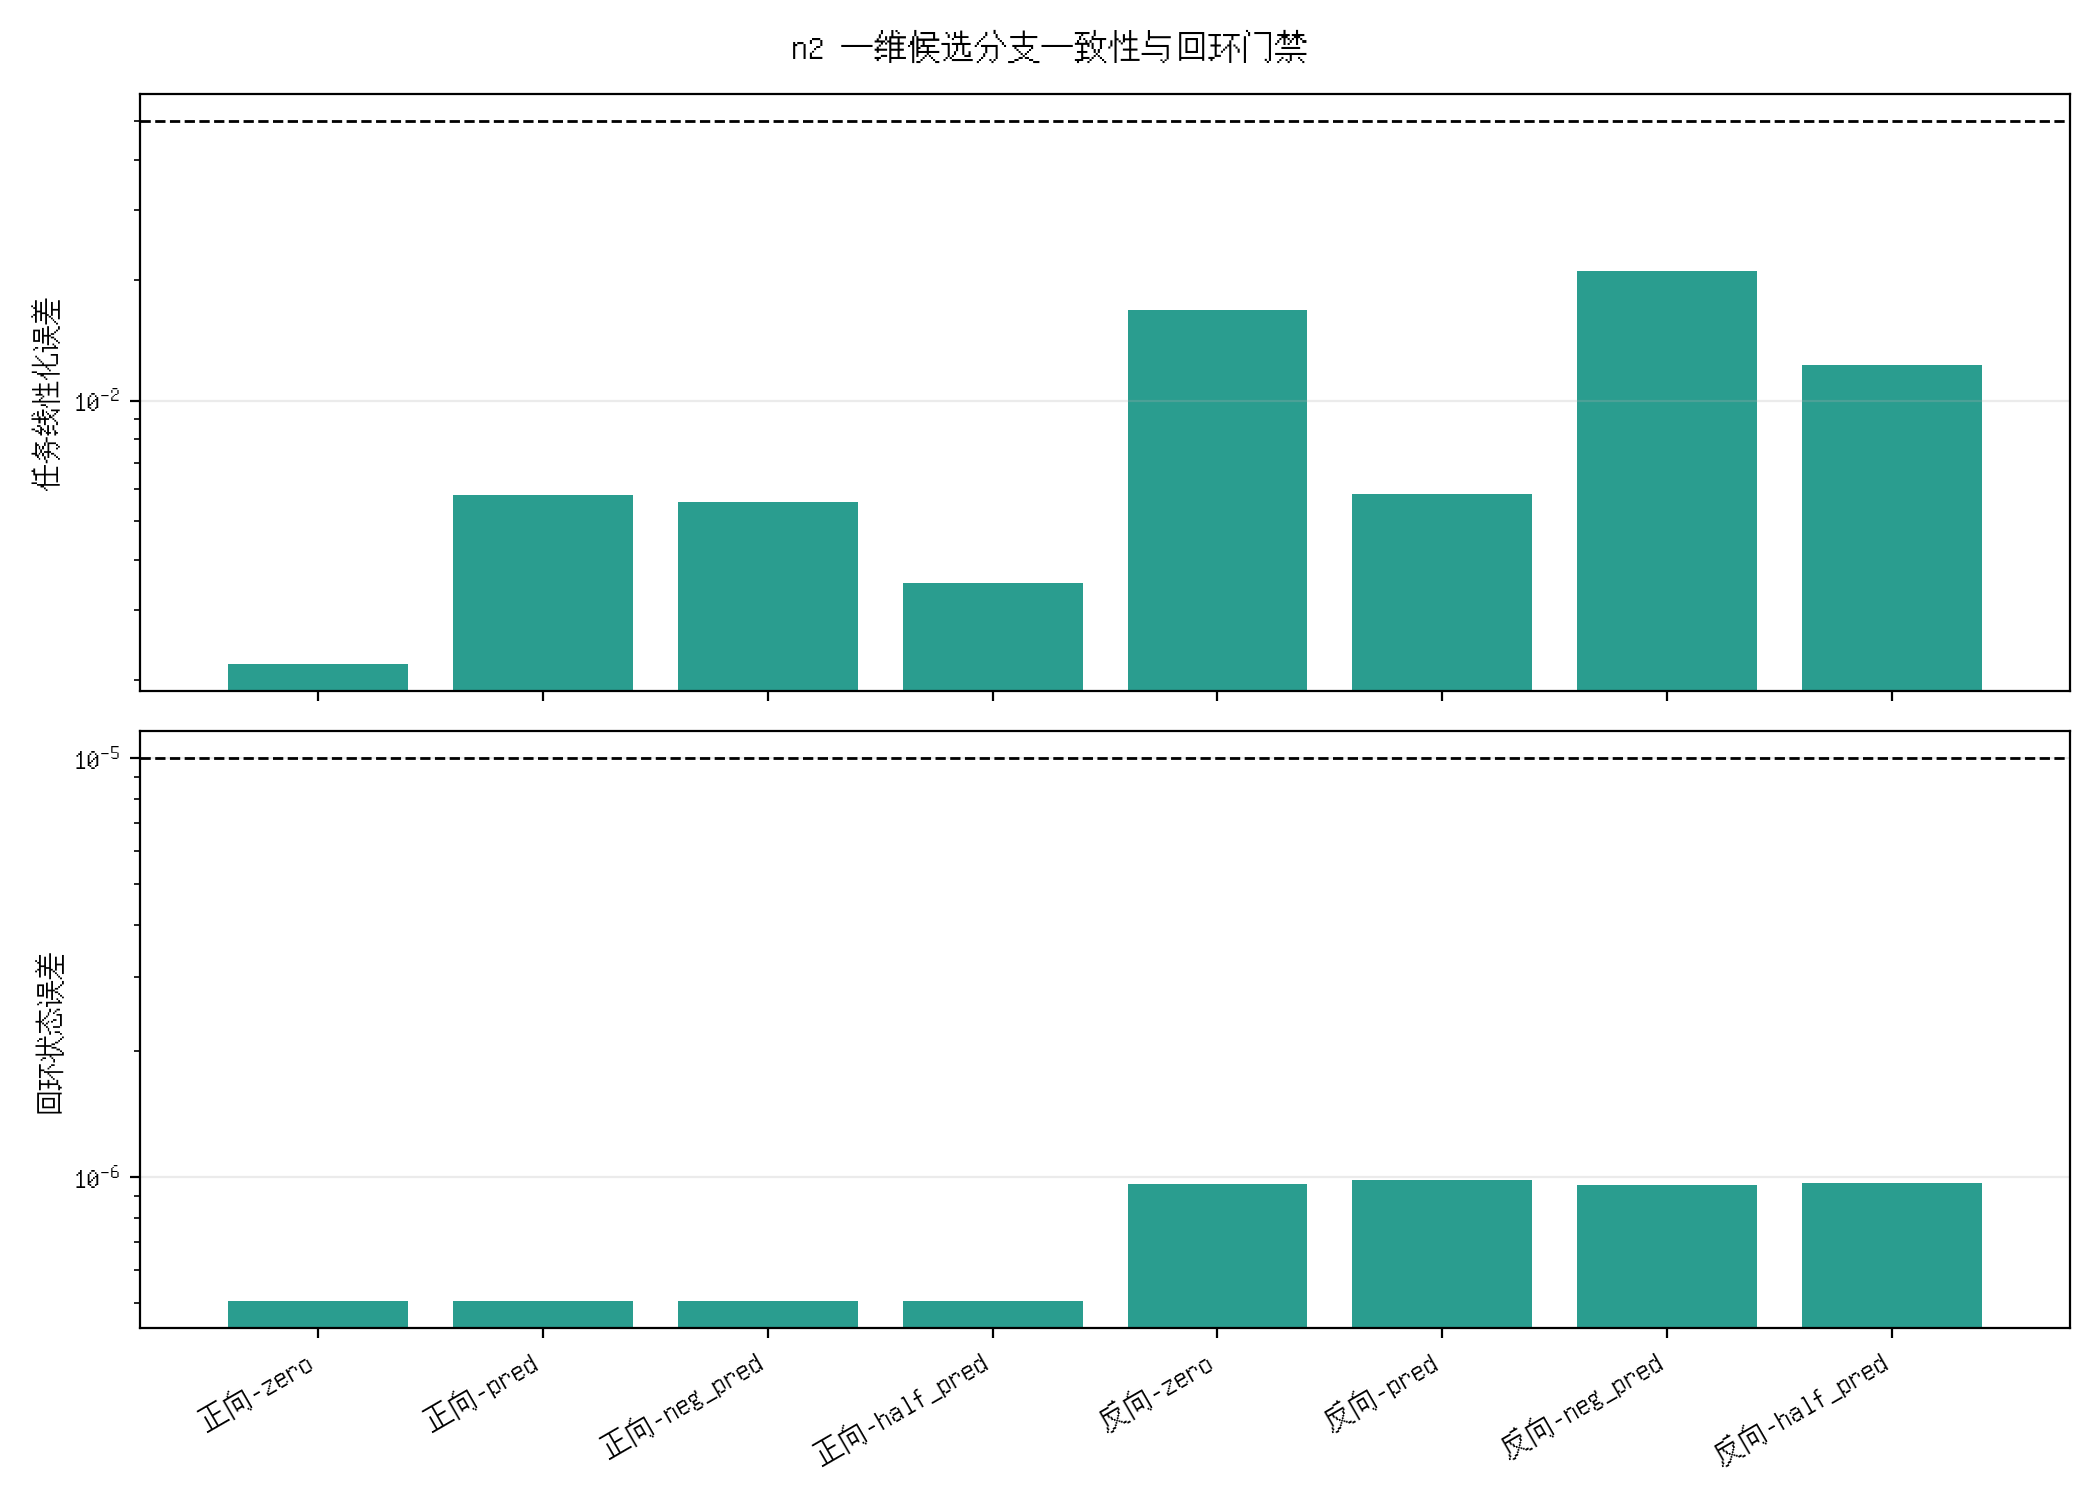 n2 一维候选分支一致性与回环门禁
任务线性化误差
10⁻²
回环状态误差
10⁻⁵
10⁻⁶
正向-zero
正向-pred
正向-neg_pred
正向-half_pred
反向-zero
反向-pred
反向-neg_pred
反向-half_pred